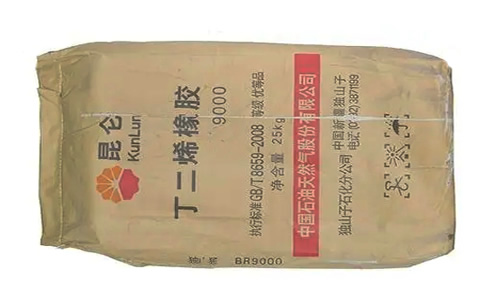 昆仑
KunLun
丁二烯橡胶
9000
执行标准GB/T8659-2008 等级 优等品
净含量 25kg
中国石油天然气股份有限公司
独山子石化分公司 中国新疆独山子
BR9000